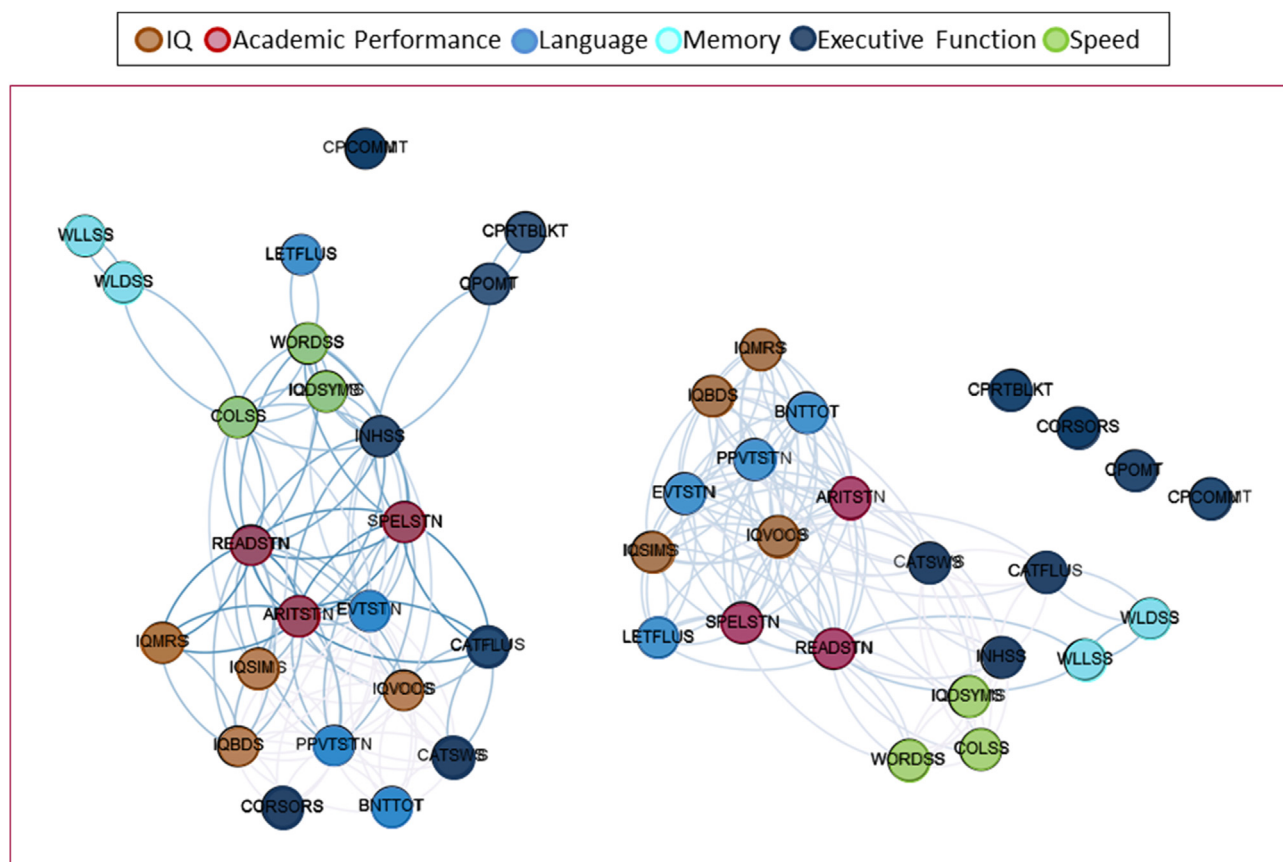 IQ Academic Performance Language Memory Executive Function Speed
WLLSS
LETFLUS
CPRTBLKT
WLDSS
CPOMT
WORDSS
IQDSYMS
COLSS
INHSS
SPELSTN
READSTN
ARITSTN
EVTSTN
IQMRS
IQSIMS
CATFLUS
IQVOCS
IQBDS
PPVTSTN
CATSWS
CORSORS
BNTTOT
IQMRS
IQBDS
BNTTOT
CPRTBLKT
CORSORS
PPVTSTN
CPOMT
EVTSTN
ARITSTN
IQVOCS
IQSIMS
CATSWS
CATFLUS
SPELSTN
LETFLUS
READSTN
WLDSS
INHSS
WLLSS
IQDSYMS
COLSS
WORDSS